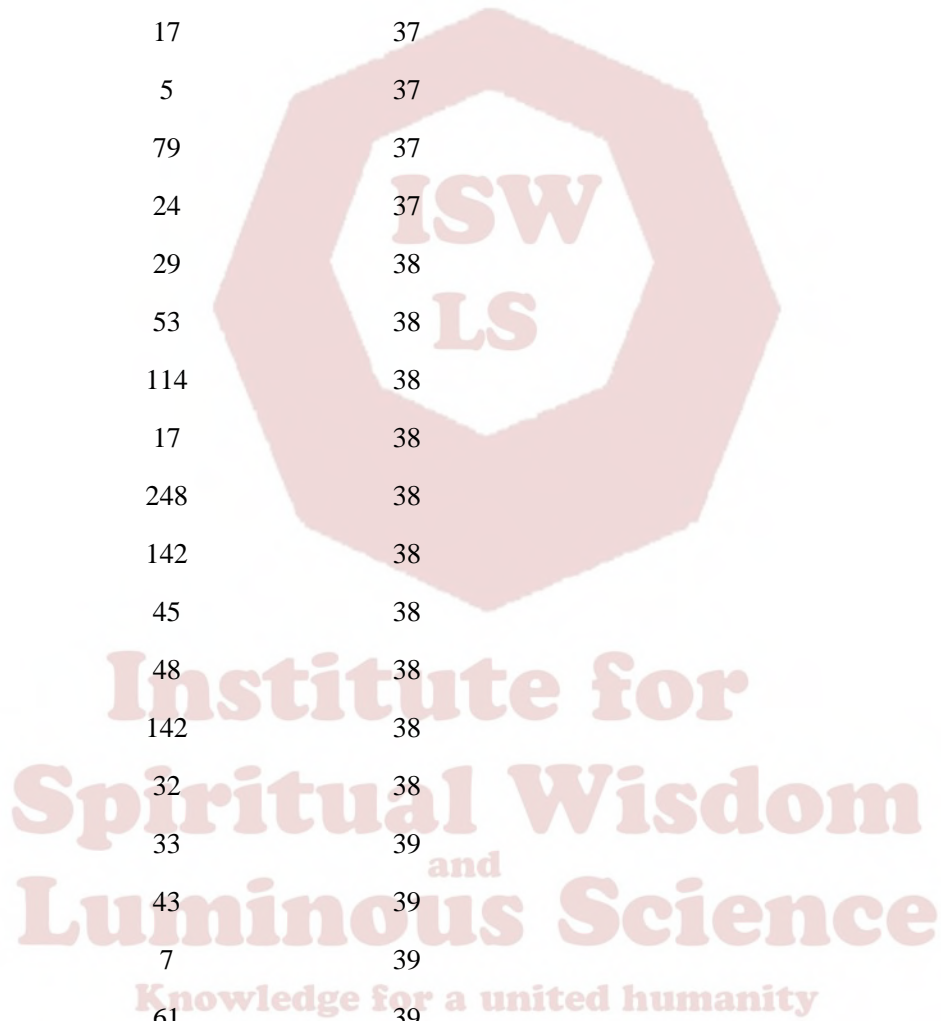 17 37
5 37
79 37
24 37
ISW
29 38
53 38
LS
114 38
17 38
248 38
142 38
45 38
48 38
Institute for
142 38
32 38
Spiritual Wisdom
33 39
and
43 39
Luminous Science
7 39
Knowledge for a united humanity
61 39